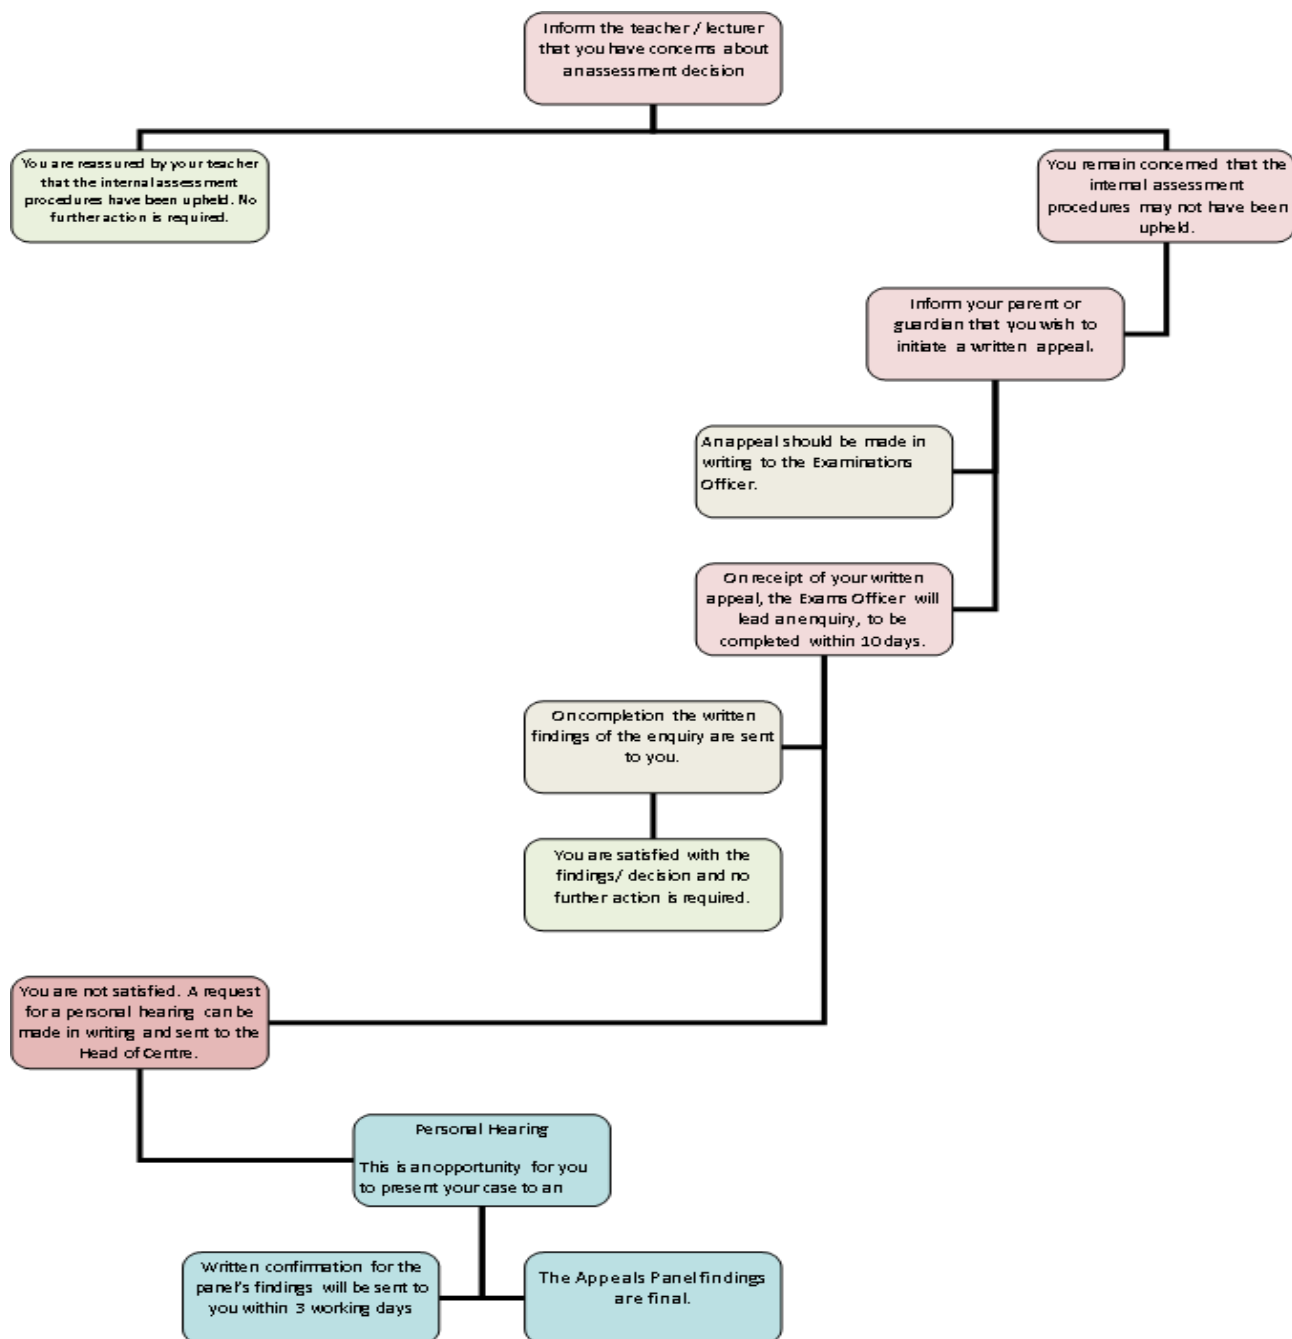 Inform the teacher / lecturer
that you have concerns about
an assessment decision
You are reassured by your teacher
that the internal assessment
procedures have been upheld. No
further action is required.
You remain concerned that the
internal assessment
procedures may not have been
upheld.
Inform your parent or
guardian that you wish to
initiate a written appeal.
An appeal should be made in
writing to the Examinations
Officer.
On receipt of your written
appeal, the Exams Officer will
lead an enquiry, to be
completed within 10 days.
On completion the written
findings of the enquiry are sent
to you.
You are satisfied with the
findings/ decision and no
further action is required.
You are not satisfied. A request
for a personal hearing can be
made in writing and sent to the
Head of Centre.
Personal Hearing
This is an opportunity for you
to present your case to an
Written confirmation for the
panel's findings will be sent to
you within 3 working days
The Appeals Panel findings
are final.